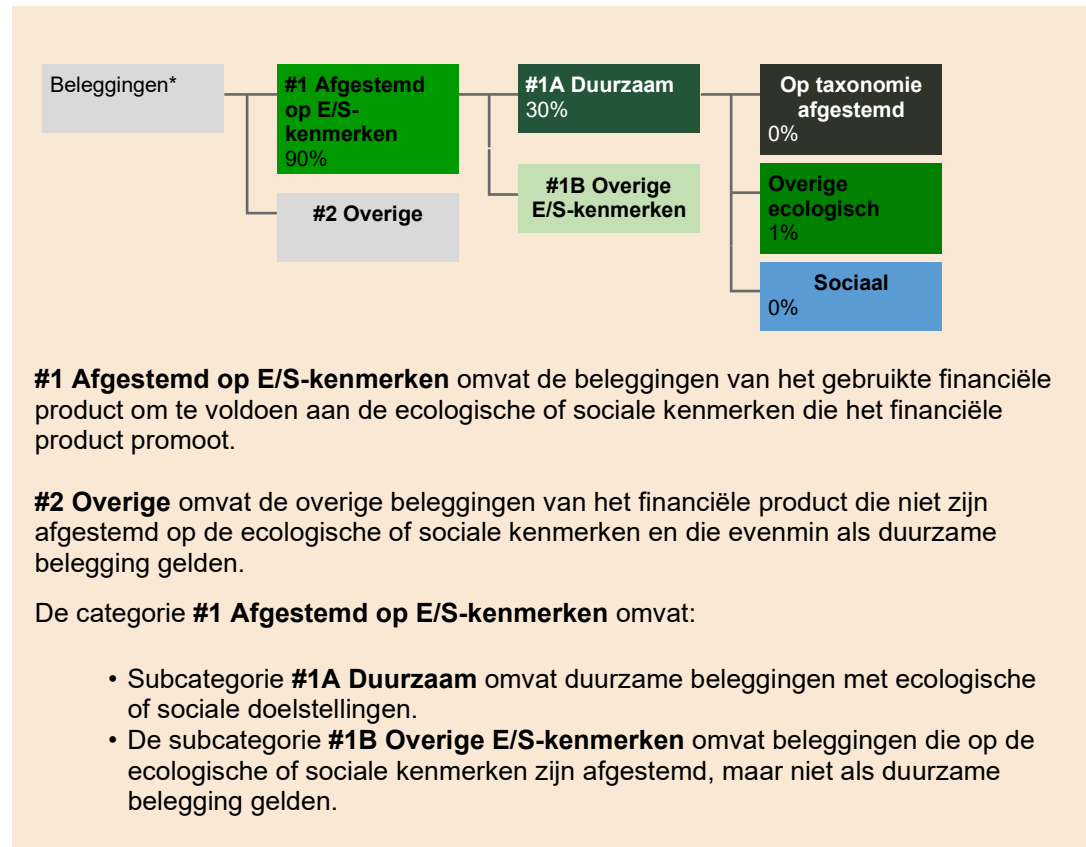 Beleggingen*
#1 Afgestemd
op E/S-
kenmerken
90%
#2 Overige
#1A Duurzaam
30%
#1B Overige
E/S-kenmerken
Op taxonomie
afgestemd
0%
Overige
ecologisch
1%
Sociaal
0%
#1 Afgestemd op E/S-kenmerken omvat de beleggingen van het gebruikte financiële
product om te voldoen aan de ecologische of sociale kenmerken die het financiële
product promoot.
#2 Overige omvat de overige beleggingen van het financiële product die niet zijn
afgestemd op de ecologische of sociale kenmerken en die evenmin als duurzame
belegging gelden.
De categorie #1 Afgestemd op E/S-kenmerken omvat:
• Subcategorie #1A Duurzaam omvat duurzame beleggingen met ecologische
of sociale doelstellingen.
• De subcategorie #1B Overige E/S-kenmerken omvat beleggingen die op de
ecologische of sociale kenmerken zijn afgestemd, maar niet als duurzame
belegging gelden.